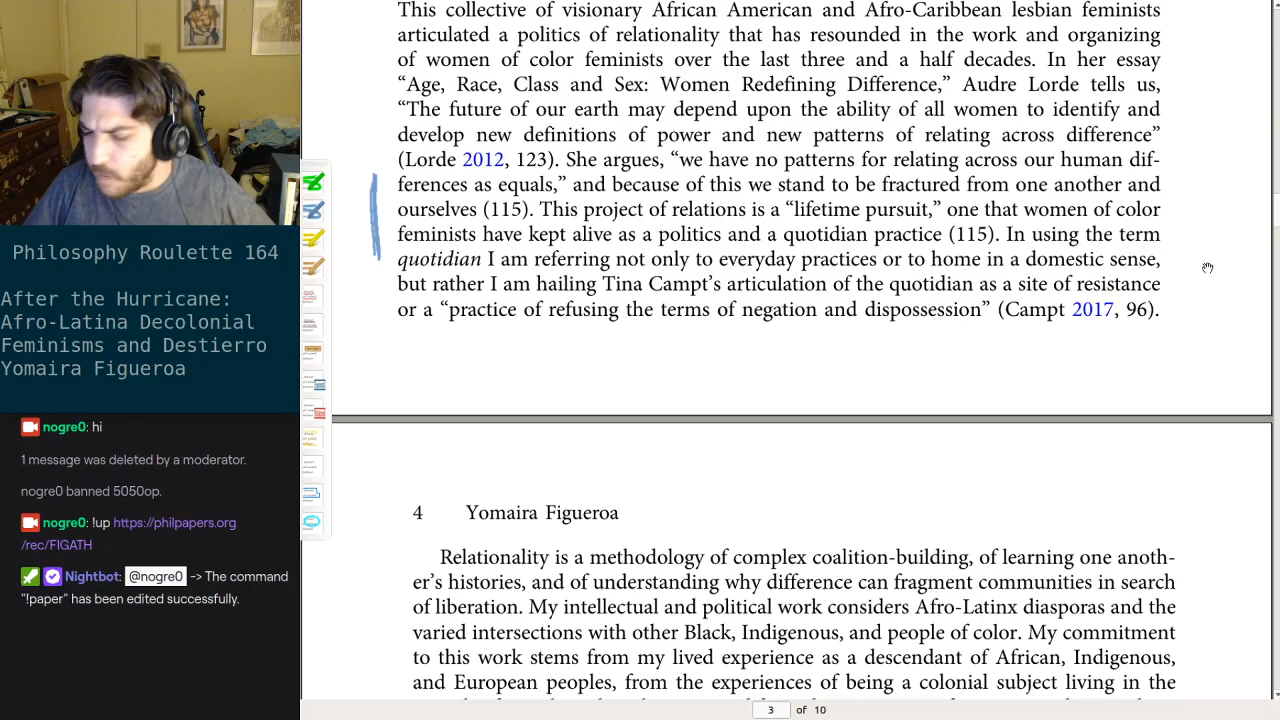 Philosophy Roulette 164
After the Hurricane:
Afro-Latina Decolonial
Feminisms and Destierro
Yomaira Figueroa
nogre0: hi
1 message was deleted by a moderator.
nogre0 banned 5050op.
nogre0: !up https://philpapers.org
/rec/FIGATH
Nightbot: @nogre0 -> The command
"!paper" has been edited successfully.
This collective of visionary African American and Afro-Caribbean lesbian feminists
articulated a politics of relationality that has resounded in the work and organizing
of women of color feminists over the last three and a half decades. In her essay
“Age, Race, Class and Sex: Women Redefining Difference,” Audre Lorde tells us,
“The future of our earth may depend upon the ability of all women to identify and
develop new definitions of power and new patterns of relating across difference”
(Lorde 2012, 123). She argues, “we have no patterns for relating across our human dif-
ferences as equals,” and because of this we stand to be fractured from one another and
ourselves (115). This project of relation is a “lifetime pursuit,” one that women of color
feminists have kept alive as a politics and a quotidian practice (115). In using the term
quotidian I am referring not only to everyday practices or to home in a domestic sense,
but rather I am hailing Tina Campt’s articulation of the quotidian as a site of resistance
or a “practice of refusing the terms of negation and dispossession” (Campt 2017, 96).
4 Yomaira Figueroa
Relationality is a methodology of complex coalition-building, of learning one anoth-
er’s histories, and of understanding why difference can fragment communities in search
of liberation. My intellectual and political work considers Afro-Latinx diasporas and the
varied intersections with other Black, Indigenous, and people of color. My commitment
to this work stems from my lived experience as a descendant of African, Indigenous,
and European peoples, from the experiences of being a colonial subject living in the
3 of 10